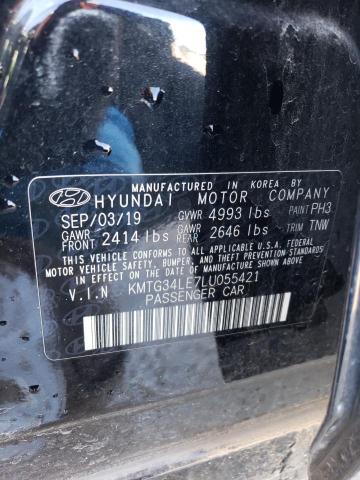 MANUFACTURED IN KOREA BY
HYUNDAI MOTOR COMPANY
SEP/03/19 GVWR 4993 lbs PAINT PH3
GAWR FRONT 2414 lbs GAWR REAR 2646 lbs TRIM TNW
THIS VEHICLE CONFORMS TO ALL APPLICABLE U.S.A. FEDERAL
MOTOR VEHICLE SAFETY, BUMPER, AND THEFT PREVENTION
STANDARDS IN EFFECT ON THE DATE OF MANUFACTURE SHOWN ABOVE.
V.I.N. KMTG34LE7LU055421
PASSENGER CAR